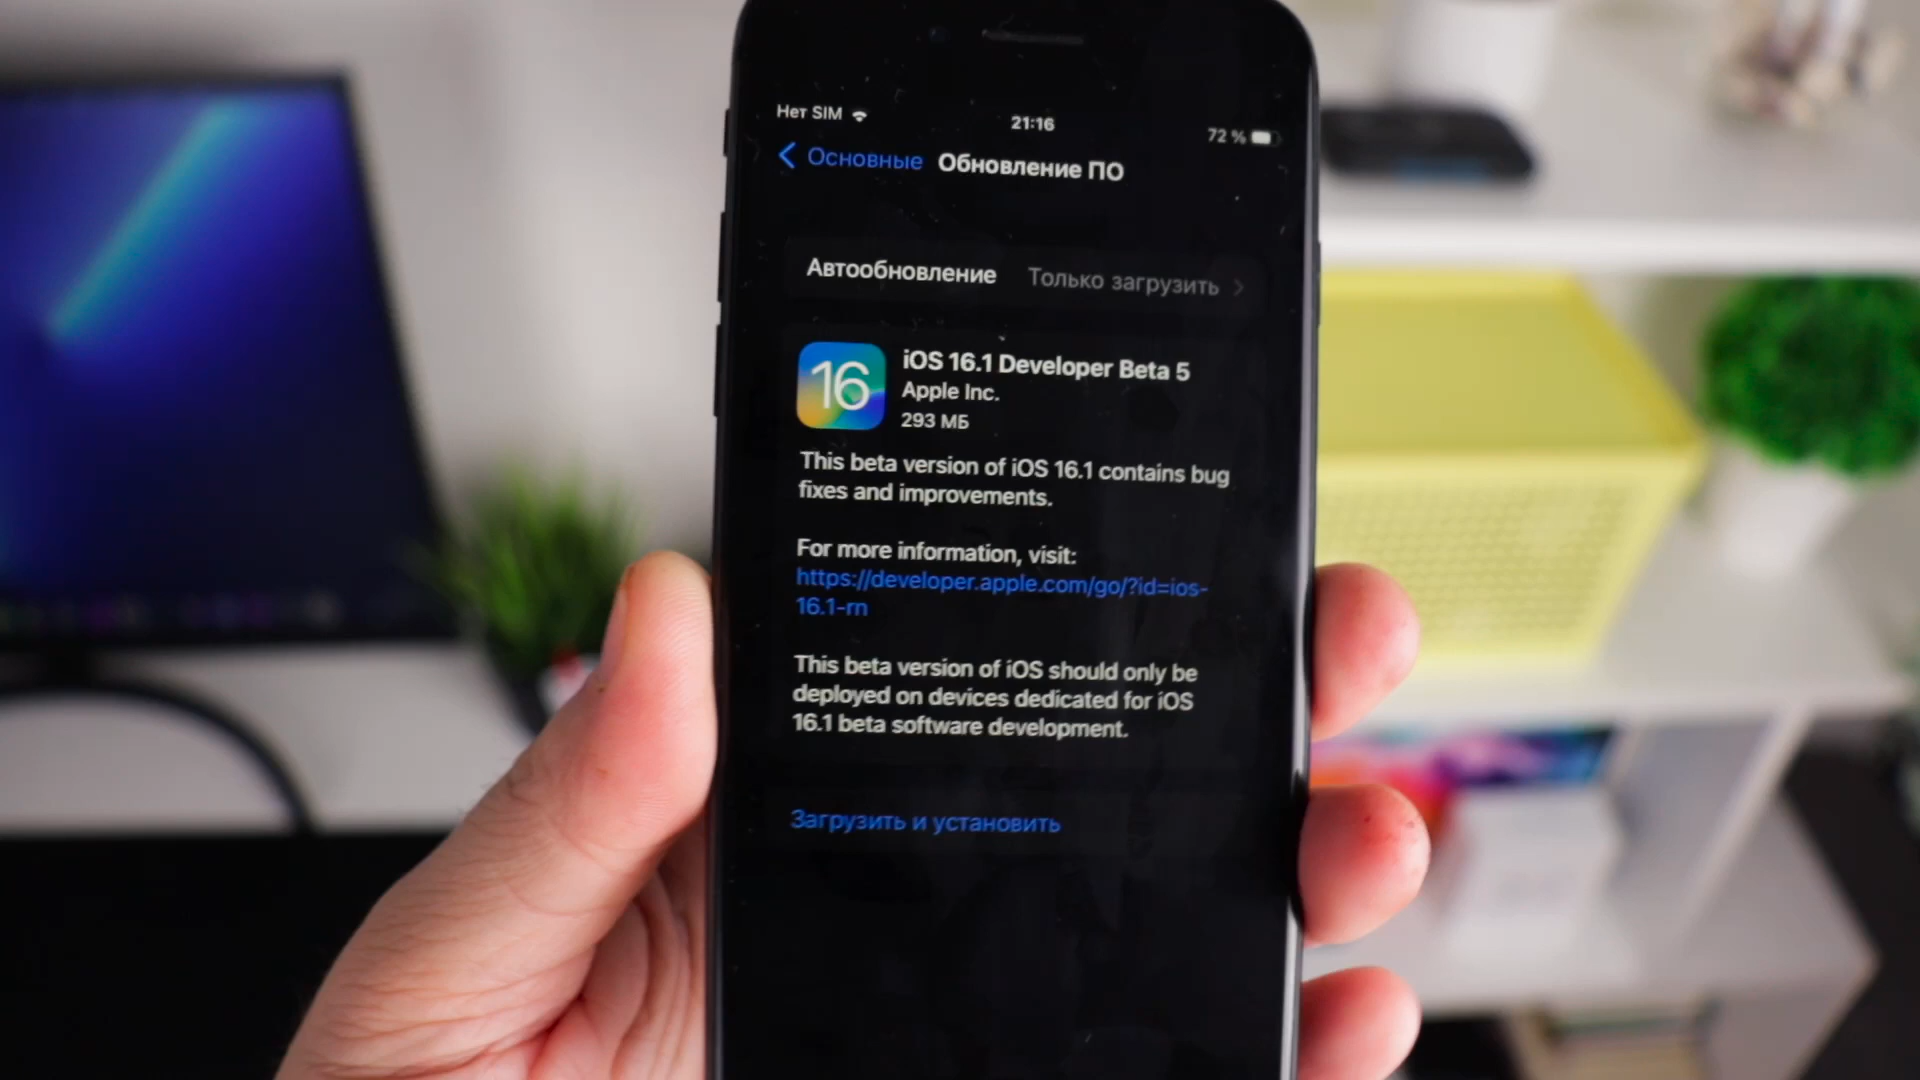 Нет SIM
21:16
72 %
Основные
Обновление ПО
Автообновление
Только загрузить
16
iOS 16.1 Developer Beta 5
Apple Inc.
293 МБ
This beta version of iOS 16.1 contains bug
fixes and improvements.
For more information, visit:
https://developer.apple.com/go/?id=ios-
16.1-rn
This beta version of iOS should only be
deployed on devices dedicated for iOS
16.1 beta software development.
Загрузить и установить